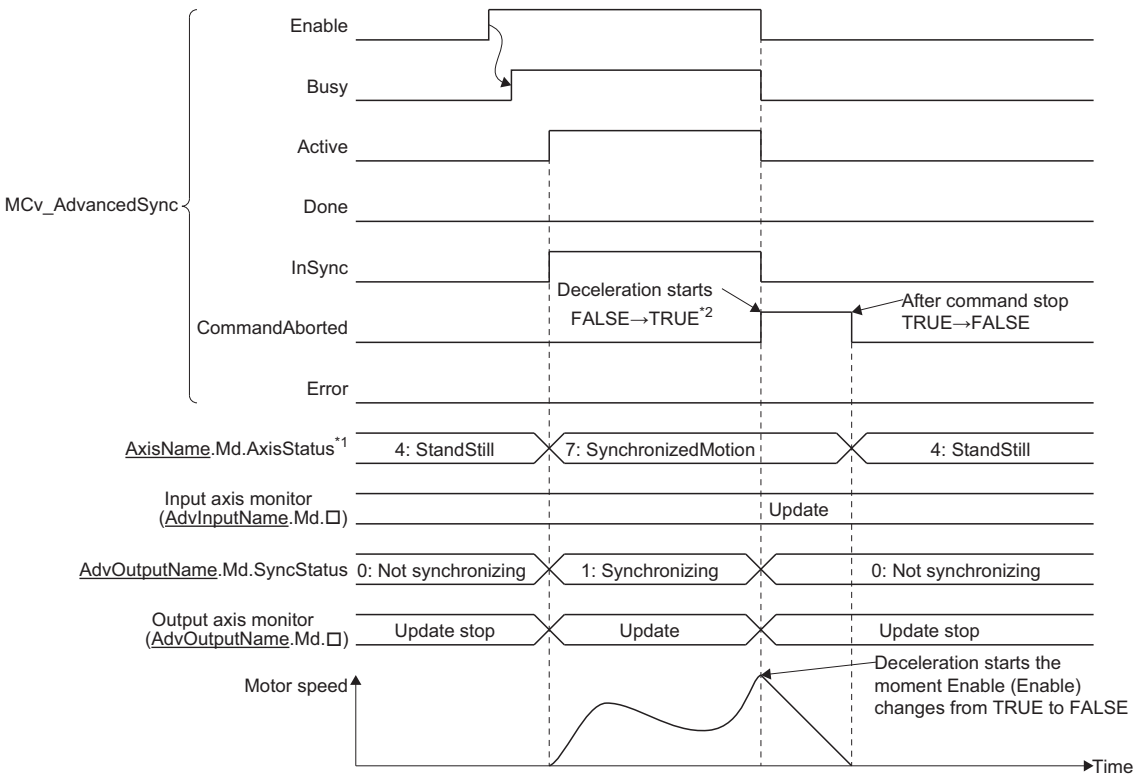 Enable
Busy
Active
MCv_AdvancedSync
Done
InSync
Deceleration starts
FALSE→TRUE*2
After command stop
TRUE→FALSE
CommandAborted
Error
AxisName.Md.AxisStatus*1
4: StandStill
7: SynchronizedMotion
4: StandStill
Input axis monitor
(AdvInputName.Md.□)
Update
AdvOutputName.Md.SyncStatus
0: Not synchronizing
1: Synchronizing
0: Not synchronizing
Output axis monitor
(AdvOutputName.Md.□)
Update stop
Update
Update stop
Motor speed
Deceleration starts the
moment Enable (Enable)
changes from TRUE to FALSE
Time